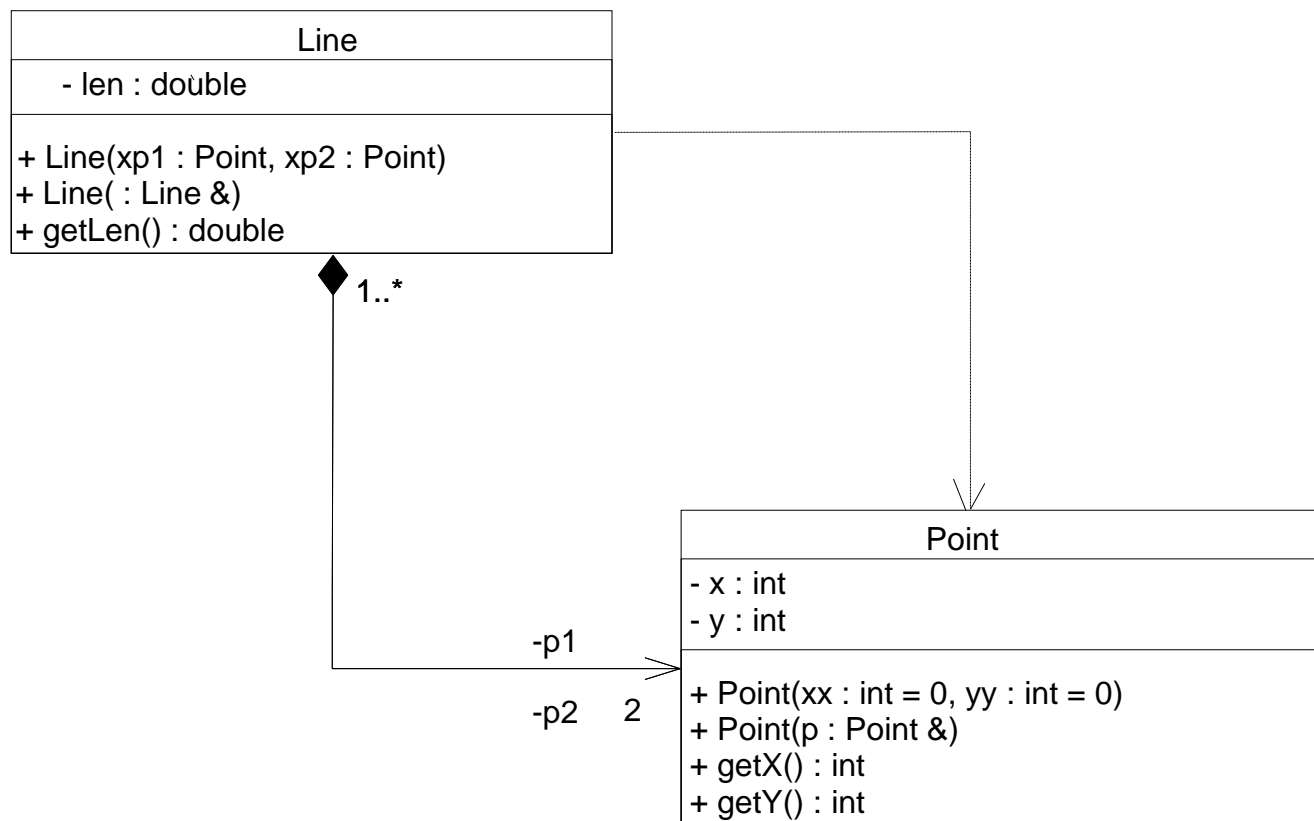 Line
- len : double
+ Line(xp1 : Point, xp2 : Point)
+ Line( : Line &)
+ getLen() : double
1..*
-p1
-p2 2
Point
- x : int
- y : int
+ Point(xx : int = 0, yy : int = 0)
+ Point(p : Point &)
+ getX() : int
+ getY() : int